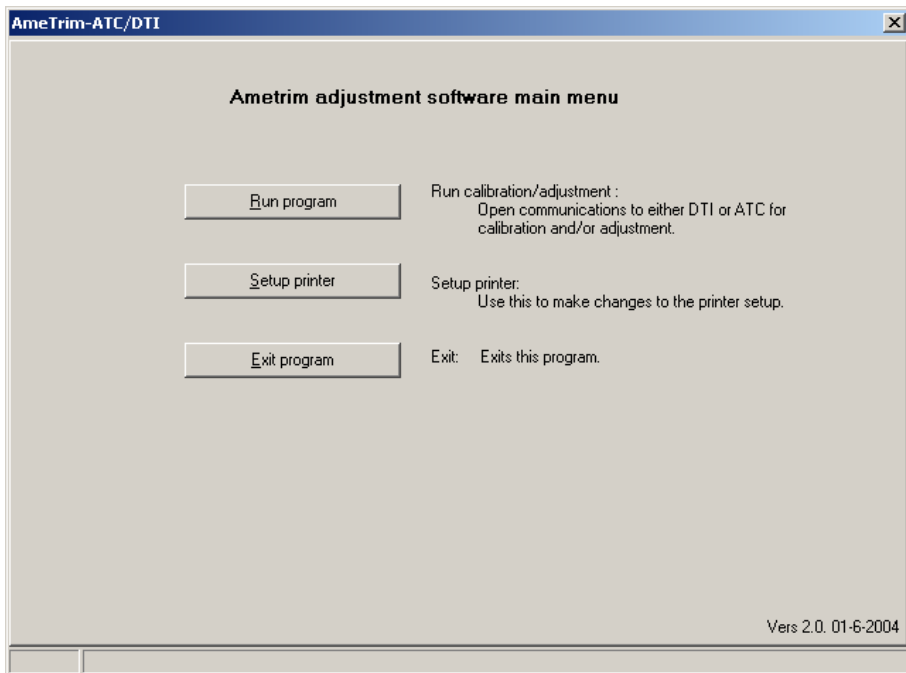 AmeTrim-ATC/DTI
Ametrim adjustment software main menu
Run program
Run calibration/adjustment :
Open communications to either DTI or ATC for
calibration and/or adjustment.
Setup printer
Setup printer:
Use this to make changes to the printer setup.
Exit program
Exit: Exits this program.
Vers 2.0. 01-6-2004